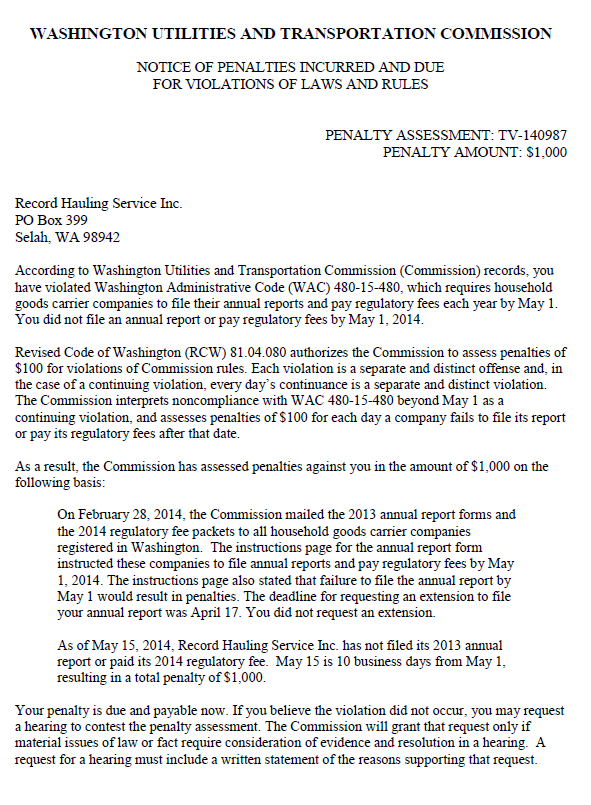 WASHINGTON UTILITIES AND TRANSPORTATION COMMISSION
NOTICE OF PENALTIES INCURRED AND DUE
FOR VIOLATIONS OF LAWS AND RULES
PENALTY ASSESSMENT: TV-140987
PENALTY AMOUNT: $1,000
Record Hauling Service Inc.
PO Box 399
Selah, WA 98942
According to Washington Utilities and Transportation Commission (Commission) records, you
have violated Washington Administrative Code (WAC) 480-15-480, which requires household
goods carrier companies to file their annual reports and pay regulatory fees each year by May 1.
You did not file an annual report or pay regulatory fees by May 1, 2014.
Revised Code of Washington (RCW) 81.04.080 authorizes the Commission to assess penalties of
$100 for violations of Commission rules. Each violation is a separate and distinct offense and, in
the case of a continuing violation, every day's continuance is a separate and distinct violation.
The Commission interprets noncompliance with WAC 480-15-480 beyond May 1 as a
continuing violation, and assesses penalties of $100 for each day a company fails to file its report
or pay its regulatory fees after that date.
As a result, the Commission has assessed penalties against you in the amount of $1,000 on the
following basis:
On February 28, 2014, the Commission mailed the 2013 annual report forms and
the 2014 regulatory fee packets to all household goods carrier companies
registered in Washington. The instructions page for the annual report form
instructed these companies to file annual reports and pay regulatory fees by May
1, 2014. The instructions page also stated that failure to file the annual report by
May 1 would result in penalties. The deadline for requesting an extension to file
your annual report was April 17. You did not request an extension.
As of May 15, 2014, Record Hauling Service Inc. has not filed its 2013 annual
report or paid its 2014 regulatory fee. May 15 is 10 business days from May 1,
resulting in a total penalty of $1,000.
Your penalty is due and payable now. If you believe the violation did not occur, you may request
a hearing to contest the penalty assessment. The Commission will grant that request only if
material issues of law or fact require consideration of evidence and resolution in a hearing. A
request for a hearing must include a written statement of the reasons supporting that request.